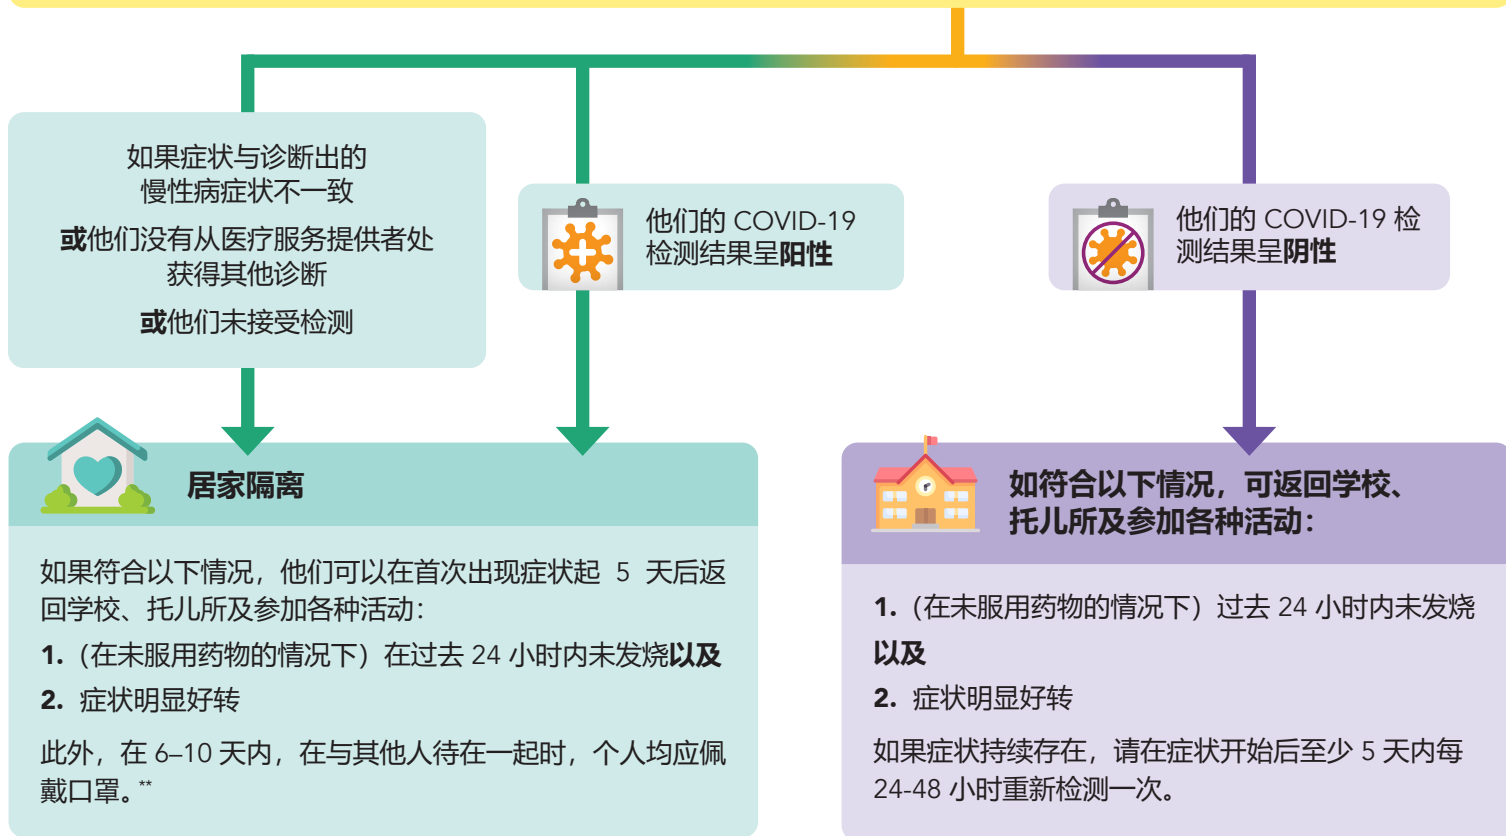 如果症状与诊断出的
慢性病症状不一致
或他们没有从医疗服务提供者处
获得其他诊断
或他们未接受检测
他们的 COVID-19
检测结果呈阳性
他们的 COVID-19 检
测结果呈阴性
居家隔离
如果符合以下情况，他们可以在首次出现症状起 5 天后返
回学校、托儿所及参加各种活动：
1.（在未服用药物的情况下）在过去 24 小时内未发烧以及
2. 症状明显好转
此外，在 6–10 天内，在与其他人待在一起时，个人均应佩
戴口罩。**
如符合以下情况，可返回学校、
托儿所及参加各种活动：
1.（在未服用药物的情况下）过去 24 小时内未发烧
以及
2. 症状明显好转
如果症状持续存在，请在症状开始后至少 5 天内每
24-48 小时重新检测一次。